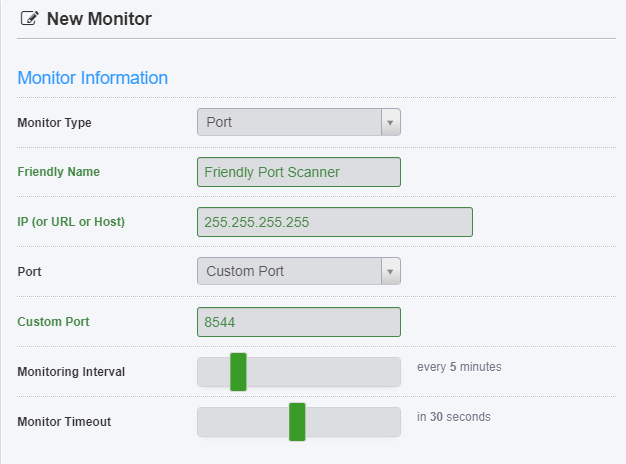 New Monitor
Monitor Information
Monitor Type Port
Friendly Name Friendly Port Scanner
IP (or URL or Host) 255.255.255.255
Port Custom Port
Custom Port 8544
Monitoring Interval every 5 minutes
Monitor Timeout in 30 seconds